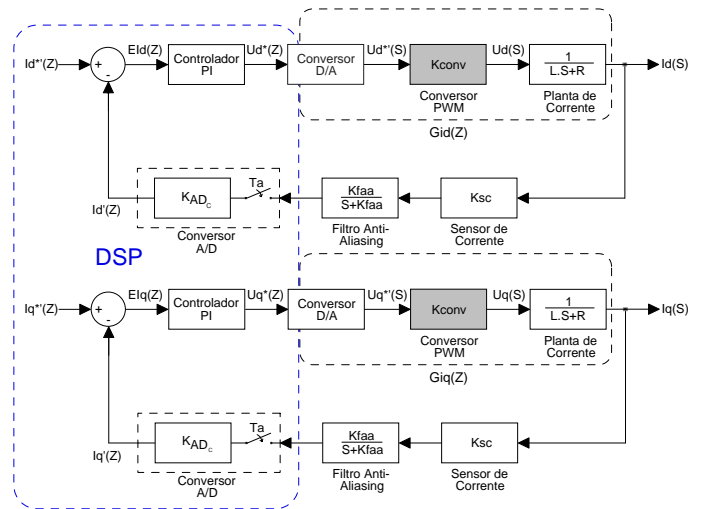 Id*'(Z)
+
-
EId(Z)
Controlador
PI
Ud*(Z)
Conversor
D/A
Ud*'(S)
Kconv
Conversor
PWM
Ud(S)
1
L.S+R
Planta de
Corrente
Id(S)
Gid(Z)
Id'(Z)
KADC
Ta
Conversor
A/D
Kfaa
S+Kfaa
Filtro Anti-
Aliasing
Ksc
Sensor de
Corrente
DSP
Iq*'(Z)
+
-
EIq(Z)
Controlador
PI
Uq*(Z)
Conversor
D/A
Uq*'(S)
Kconv
Conversor
PWM
Uq(S)
1
L.S+R
Planta de
Corrente
Iq(S)
Giq(Z)
Iq'(Z)
KADC
Ta
Conversor
A/D
Kfaa
S+Kfaa
Filtro Anti-
Aliasing
Ksc
Sensor de
Corrente